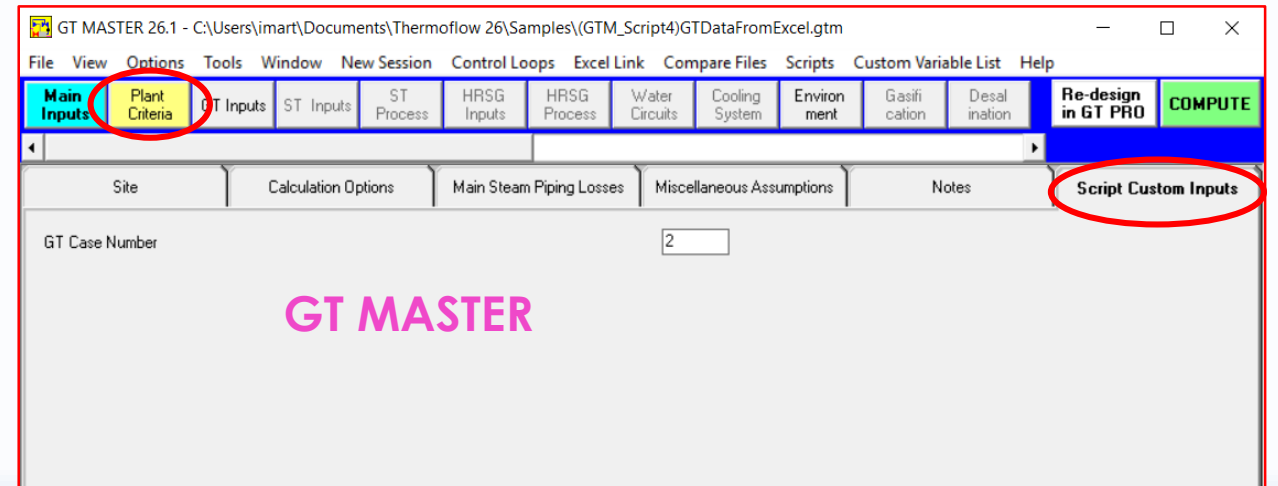 GT MASTER 26.1 - C:\Users\imart\Documents\Thermoflow 26\Samples\(GTM_Script4)GTDataFromExcel.gtm
File View Options Tools Window New Session Control Loops Excel Link Compare Files Scripts Custom Variable List Help
Main Inputs Plant Criteria GT Inputs ST Inputs ST Process HRSG Inputs HRSG Process Water Circuits Cooling System Environ ment Gasifi cation Desal ination Re-design in GT PRO COMPUTE
Site Calculation Options Main Steam Piping Losses Miscellaneous Assumptions Notes Script Custom Inputs
GT Case Number 2
GT MASTER